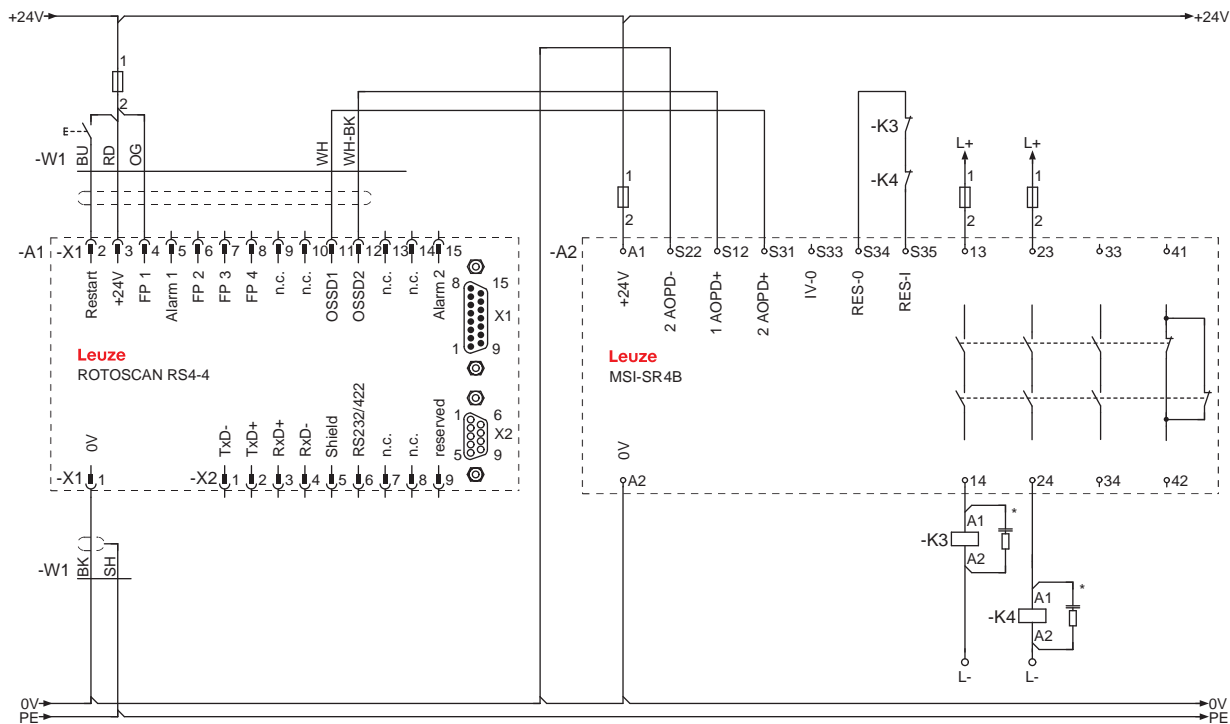 +24V +24V
1
2
-W1 BU RD OG WH WH-BK
1
2
-K3
-K4
L+ L+
1 1
2 2
-A1 -X1 2 3 4 5 6 7 8 9 10 11 12 13 14 15
Restart +24V FP 1 Alarm 1 FP 2 FP 3 FP 4 n.c. n.c. OSSD1 OSSD2 n.c. n.c. Alarm 2
8 15
X1
1 9
Leuze
ROTOSCAN RS4-4
1 6
X2
5 9
0V TxD- TxD+ RxD+ RxD- Shield RS232/422 n.c. n.c. reserved
-X1 1 -X2 1 2 3 4 5 6 7 8 9
-A2 A1 S22 S12 S31 S33 S34 S35 13 23 33 41
+24V 2 AOPD- 1 AOPD+ 2 AOPD+ IV-0 RES-0 RES-I
Leuze
MSI-SR4B
0V
A2 14 24 34 42
-W1 BK SH
-K3 A1 *
A2
-K4 A1 *
A2
L- L-
0V 0V
PE PE